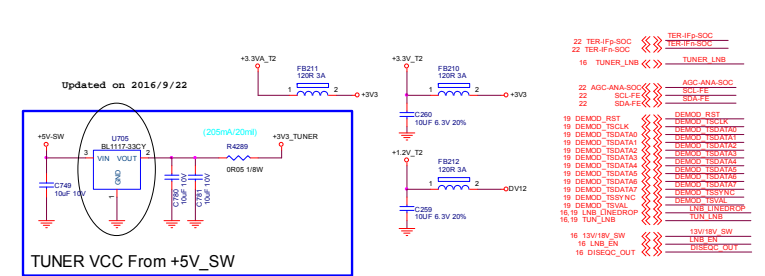 Updated on 2016/9/22
+5V-SW
U705
BL1117-33CY
3 VIN VOUT 2
GND
1
C749
10uF 10V
C780
10uF 10V
C781
10uF 10V
(205mA/20mil)
R4289
0R05 1/8W
+3V3_TUNER
TUNER VCC From +5V_SW
+3.3VA_T2
FB211
120R 3A
1 2
+3V3
+3.3V_T2
FB210
120R 3A
1 2
+3V3
C260
10UF 6.3V 20%
+1.2V_T2
FB212
120R 3A
1 2
DV12
C259
10UF 6.3V 20%
22 TER-IFp-SOC TER-IFp-SOC
22 TER-IFn-SOC TER-IFn-SOC
16 TUNER_LNB TUNER_LNB
22 AGC-ANA-SOC AGC-ANA-SOC
22 SCL-FE SCL-FE
22 SDA-FE SDA-FE
19 DEMOD_RST DEMOD_RST
19 DEMOD_TSCLK DEMOD_TSCLK
19 DEMOD_TSDATA0 DEMOD_TSDATA0
19 DEMOD_TSDATA1 DEMOD_TSDATA1
19 DEMOD_TSDATA2 DEMOD_TSDATA2
19 DEMOD_TSDATA3 DEMOD_TSDATA3
19 DEMOD_TSDATA4 DEMOD_TSDATA4
19 DEMOD_TSDATA5 DEMOD_TSDATA5
19 DEMOD_TSDATA6 DEMOD_TSDATA6
19 DEMOD_TSDATA7 DEMOD_TSDATA7
19 DEMOD_TSSYNC DEMOD_TSSYNC
19 DEMOD_TSVAL DEMOD_TSVAL
16,19 LNB_LINEDROP LNB_LINEDROP
16,19 TUN_LNB TUN_LNB
16 13V/18V_SW 13V/18V_SW
16 LNB_EN LNB_EN
16 DISEQC_OUT DISEQC_OUT